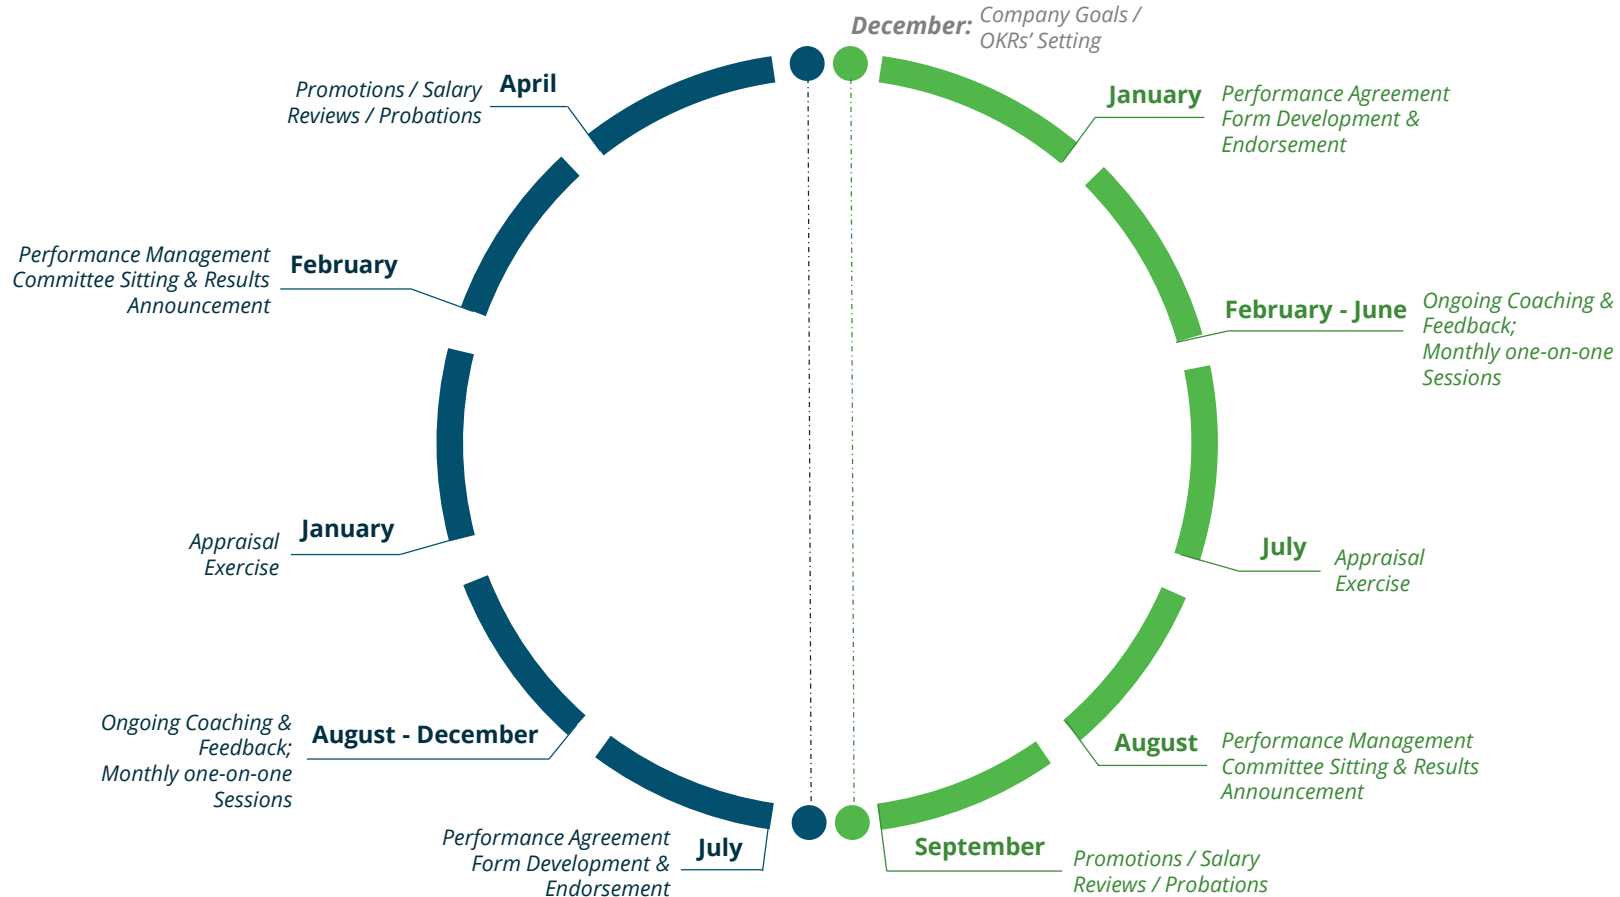 December:
Company Goals /
OKRs’ Setting
January
Performance Agreement
Form Development &
Endorsement
February - June
Ongoing Coaching &
Feedback;
Monthly one-on-one
Sessions
July
Appraisal
Exercise
August
Performance Management
Committee Sitting & Results
Announcement
September
Promotions / Salary
Reviews / Probations
July
Performance Agreement
Form Development &
Endorsement
August - December
Ongoing Coaching &
Feedback;
Monthly one-on-one
Sessions
January
Appraisal
Exercise
February
Performance Management
Committee Sitting & Results
Announcement
April
Promotions / Salary
Reviews / Probations